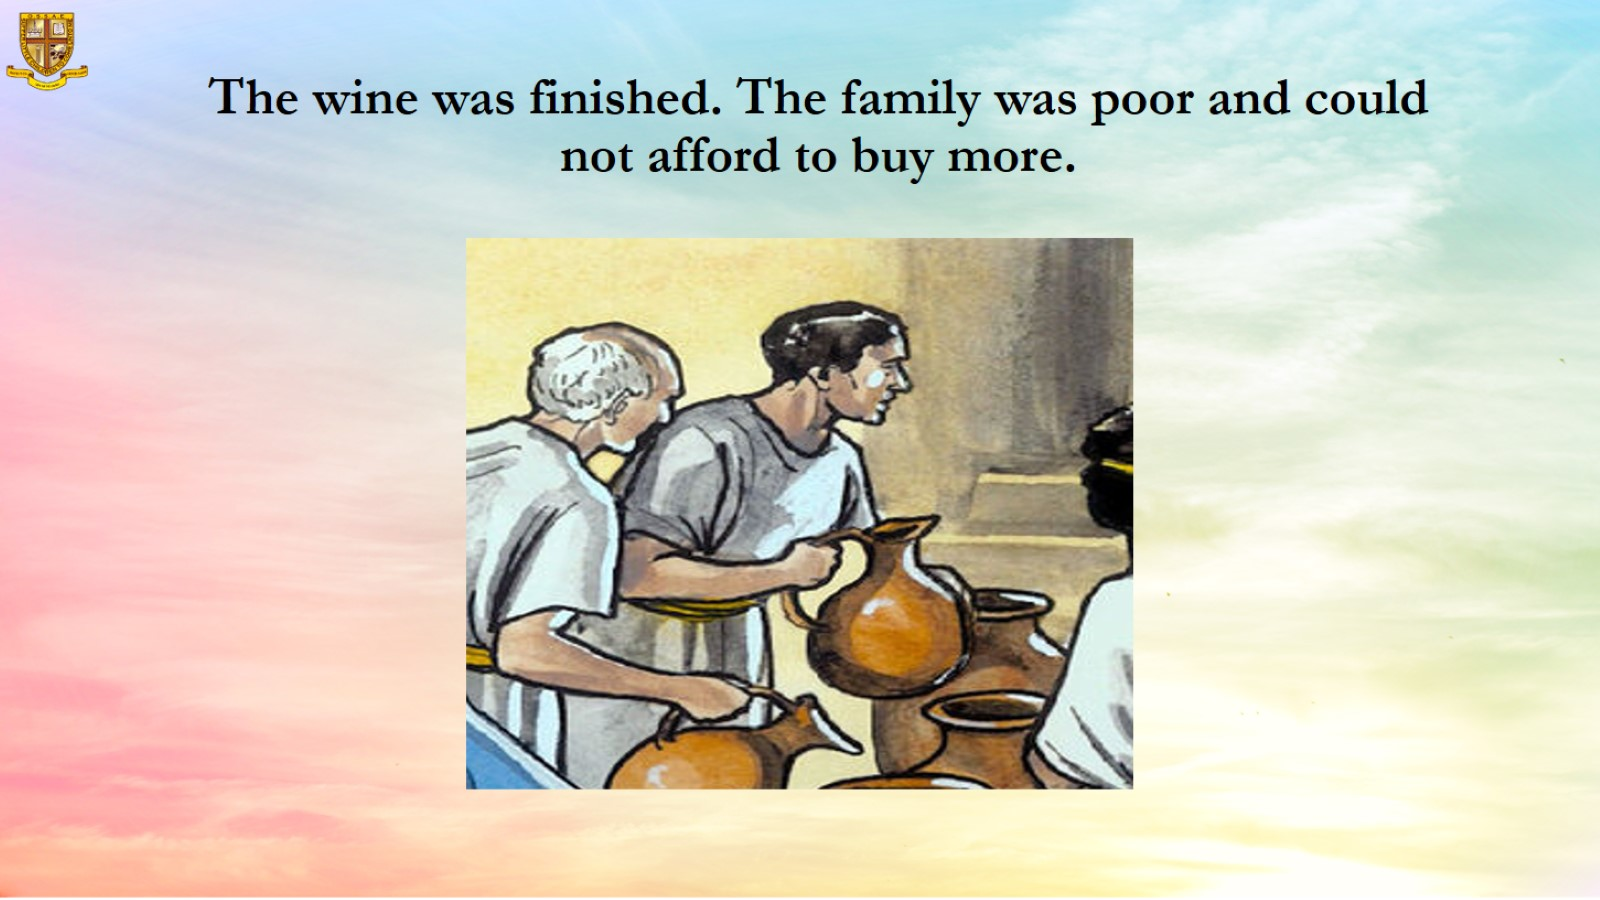 The wine was finished. The family was poor and could
not afford to buy more.